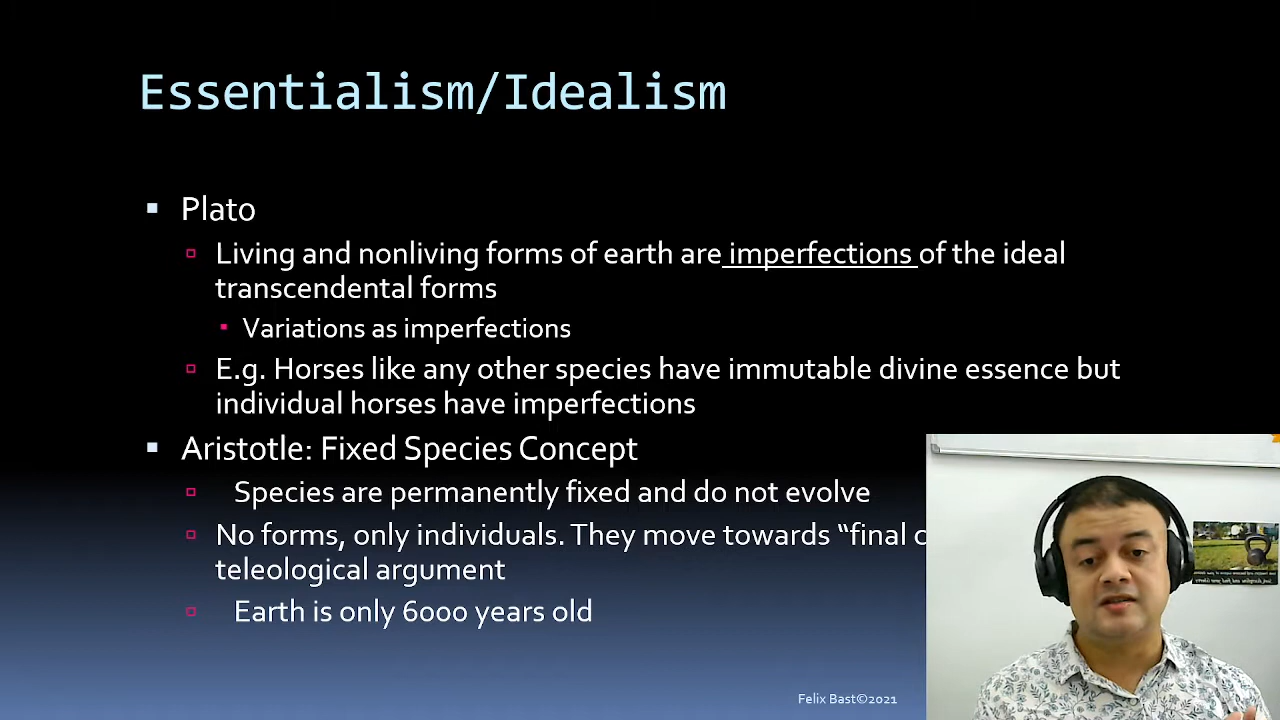 Essentialism/Idealism
Plato
Living and nonliving forms of earth are imperfections of the ideal
transcendental forms
Variations as imperfections
E.g. Horses like any other species have immutable divine essence but
individual horses have imperfections
Aristotle: Fixed Species Concept
Species are permanently fixed and do not evolve
No forms, only individuals. They move towards “final
teleological argument
Earth is only 6000 years old
Felix Bast©2021